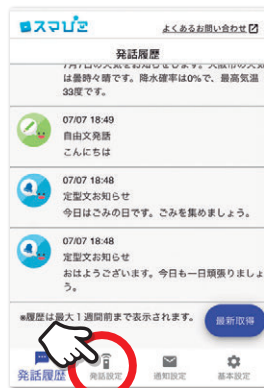 スマぴこ
よくあるお問い合わせ
発話履歴
7月7日の天気をお知らせします。大阪市の天気
は曇時々晴です。降水確率は0%で、最高気温
33度です。
07/07 18:49
自由文発話
こんにちは
07/07 18:48
定型文お知らせ
今日はごみの日です。ごみを集めましょう。
07/07 18:48
定型文お知らせ
おはようございます。今日も一日頑張りましょ
う。
※履歴は最大1週間前まで表示されます。
最新取得
発話履歴
発話設定
通知設定
基本設定